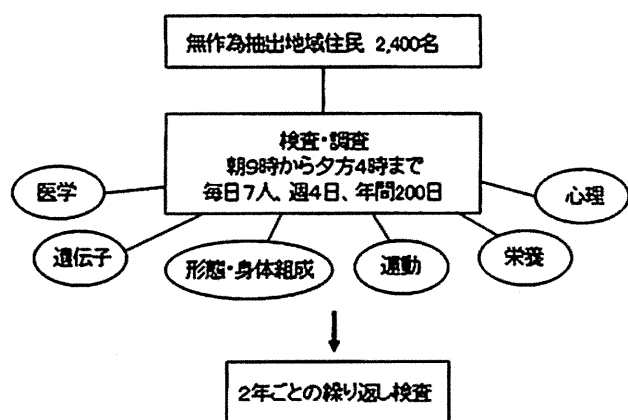 無作為抽出地域住民 2,400名
検査・調査
朝9時から夕方4時まで
毎日7人、週4日、年間200日
医学
心理
遺伝子
形態・身体組成
運動
栄養
2年ごとの繰り返し検査